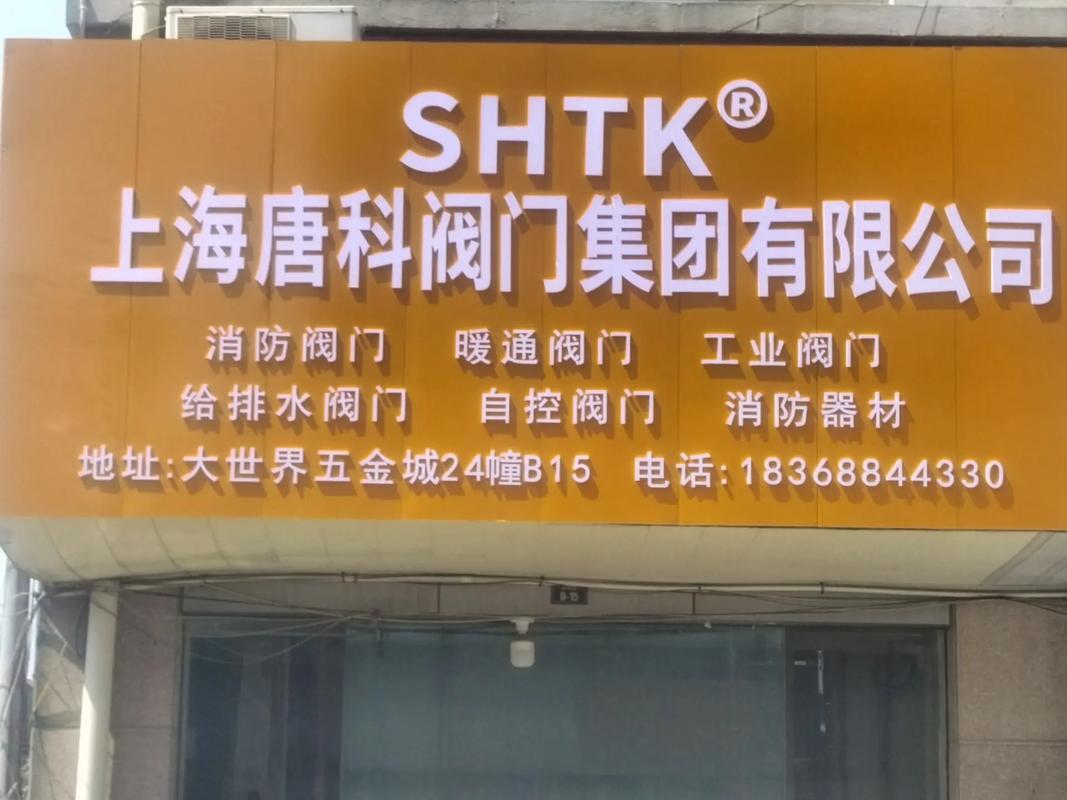 SHTK®
上海唐科阀门集团有限公司
消防阀门 暖通阀门 工业阀门
给排水阀门 自控阀门 消防器材
地址:大世界五金城24幢B15 电话:18368844330
B-15